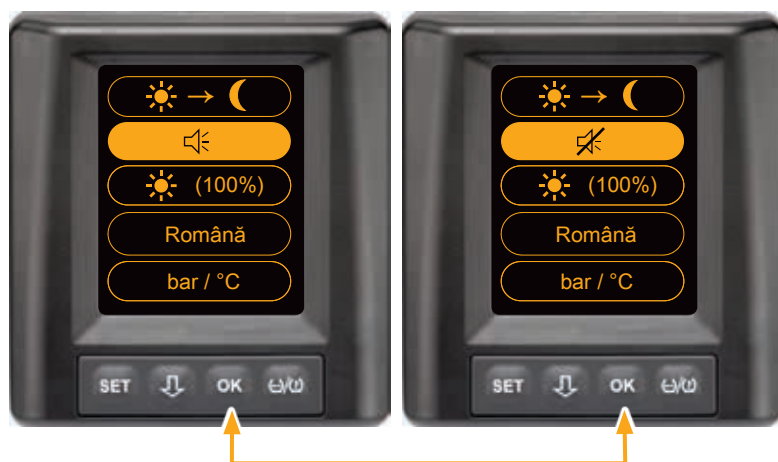 (100%)
Română
bar / °C
SET OK
(100%)
Română
bar / °C
SET OK